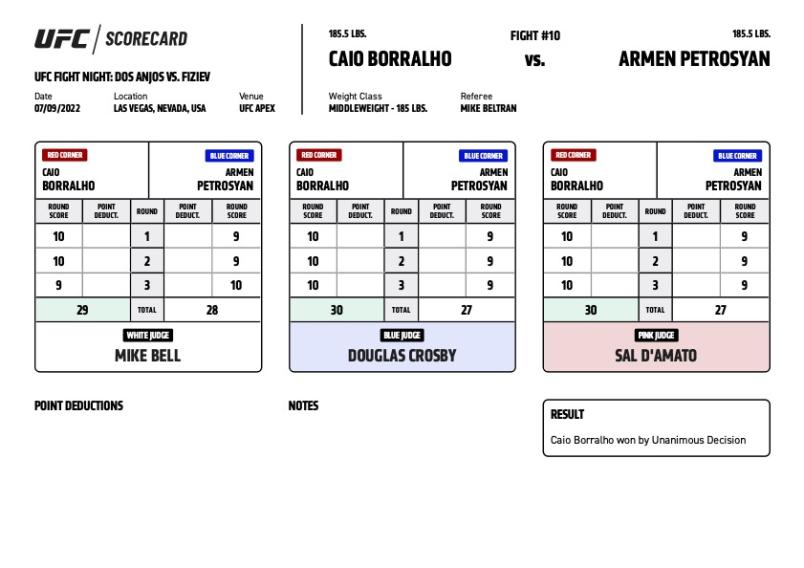 UFC / SCORECARD
UFC FIGHT NIGHT: DOS ANJOS VS. FIZIEV
Date Location Venue
07/09/2022 LAS VEGAS, NEVADA, USA UFC APEX
185.5 LBS. FIGHT #10 185.5 LBS.
CAIO BORRALHO VS. ARMEN PETROSYAN
Weight Class Referee
MIDDLEWEIGHT - 185 LBS. MIKE BELTRAN
RED CORNER BLUE CORNER
CAIO ARMEN
BORRALHO PETROSYAN
ROUND POINT ROUND POINT ROUND
SCORE DEDUCT. DEDUCT. SCORE
10 1 9
10 2 9
9 3 10
29 TOTAL 28
WHITE JUDGE
MIKE BELL
RED CORNER BLUE CORNER
CAIO ARMEN
BORRALHO PETROSYAN
ROUND POINT ROUND POINT ROUND
SCORE DEDUCT. DEDUCT. SCORE
10 1 9
10 2 9
10 3 9
30 TOTAL 27
BLUE JUDGE
DOUGLAS CROSBY
RED CORNER BLUE CORNER
CAIO ARMEN
BORRALHO PETROSYAN
ROUND POINT ROUND POINT ROUND
SCORE DEDUCT. DEDUCT. SCORE
10 1 9
10 2 9
10 3 9
30 TOTAL 27
PINK JUDGE
SAL D'AMATO
POINT DEDUCTIONS
NOTES
RESULT
Caio Borralho won by Unanimous Decision